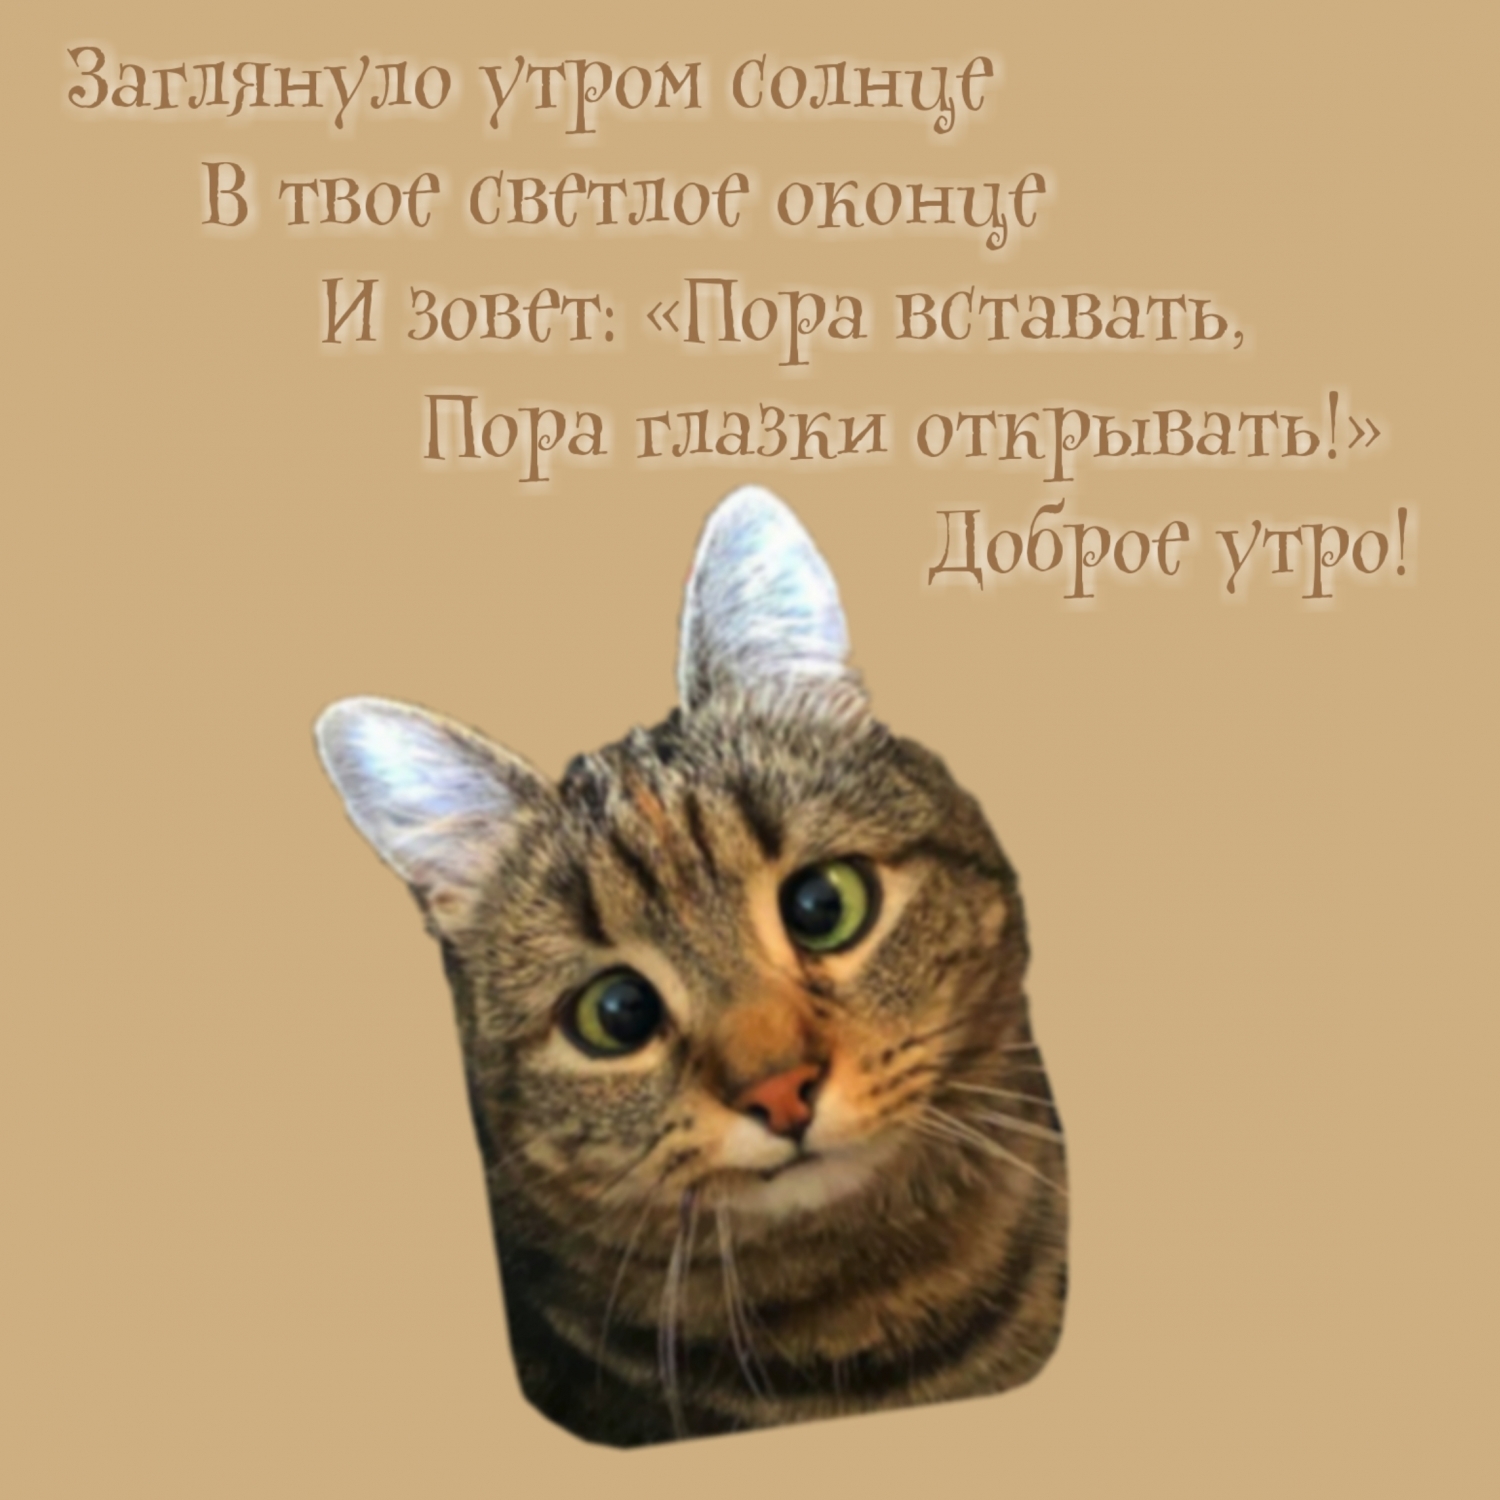 Заглянуло утром солнце
В твое светлое оконце
И зовет: «Пора вставать,
Пора глазки открывать!»
Доброе утро!